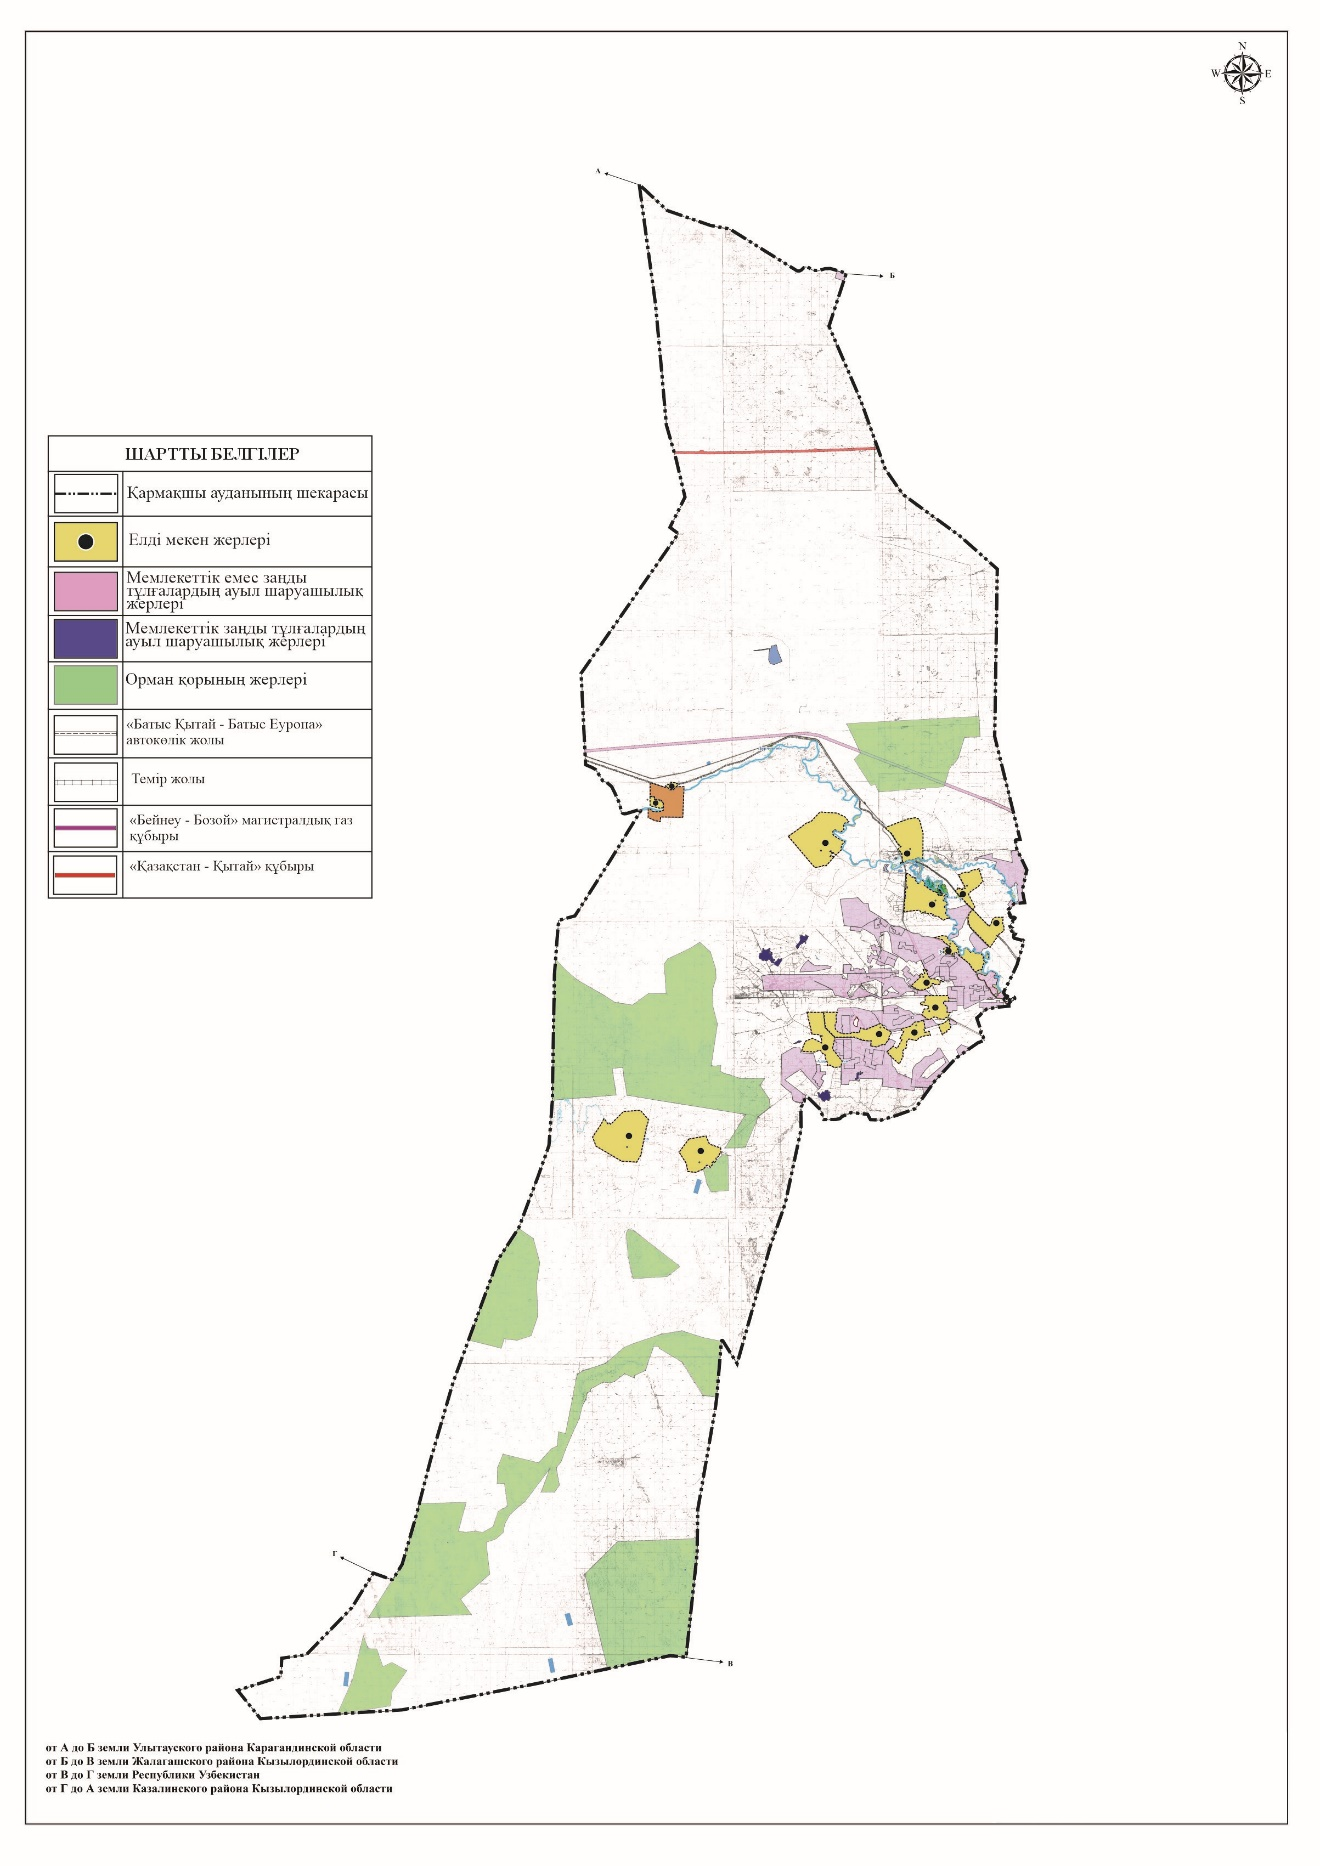 N
W E
S
А
Б
ШАРТТЫ БЕЛГІЛЕР
Қармақшы ауданының шекарасы
Елді мекен жерлері
Мемлекеттік емес заңды
тұлғалардың ауыл шаруашылық
жерлері
Мемлекеттік заңды тұлғалардың
ауыл шаруашылық жерлері
Орман қорының жерлері
«Батыс Қытай - Батыс Еуропа»
автокөлік жолы
Темір жолы
«Бейнеу - Бозой» магистралдық газ
құбыры
«Қазақстан - Қытай» құбыры
Г
В
от А до Б земли Улытауского района Карагандинской области
от Б до В земли Жалагашского района Кызылординской области
от В до Г земли Республики Узбекистан
от Г до А земли Казалинского района Кызылординской области